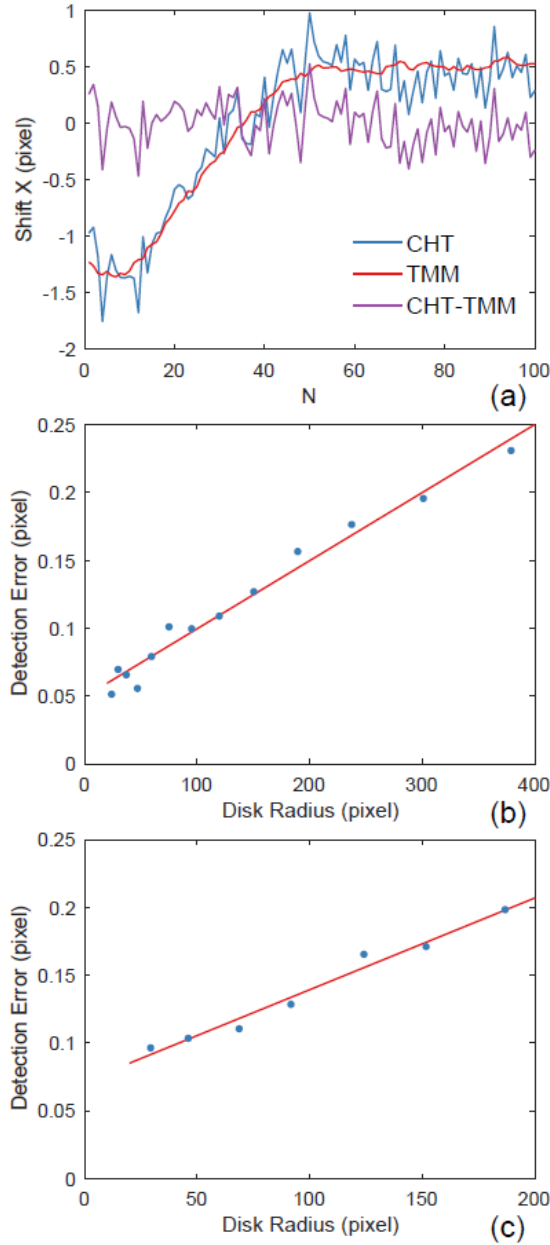 1
0.5
0
-0.5
-1
-1.5
-2
Shift X (pixel)
CHT
TMM
CHT-TMM
0 20 40 60 80 100
N
(a)
0.25
0.2
0.15
0.1
0.05
0
Detection Error (pixel)
0 100 200 300 400
Disk Radius (pixel)
(b)
0.25
0.2
0.15
0.1
0.05
0
Detection Error (pixel)
0 50 100 150 200
Disk Radius (pixel)
(c)